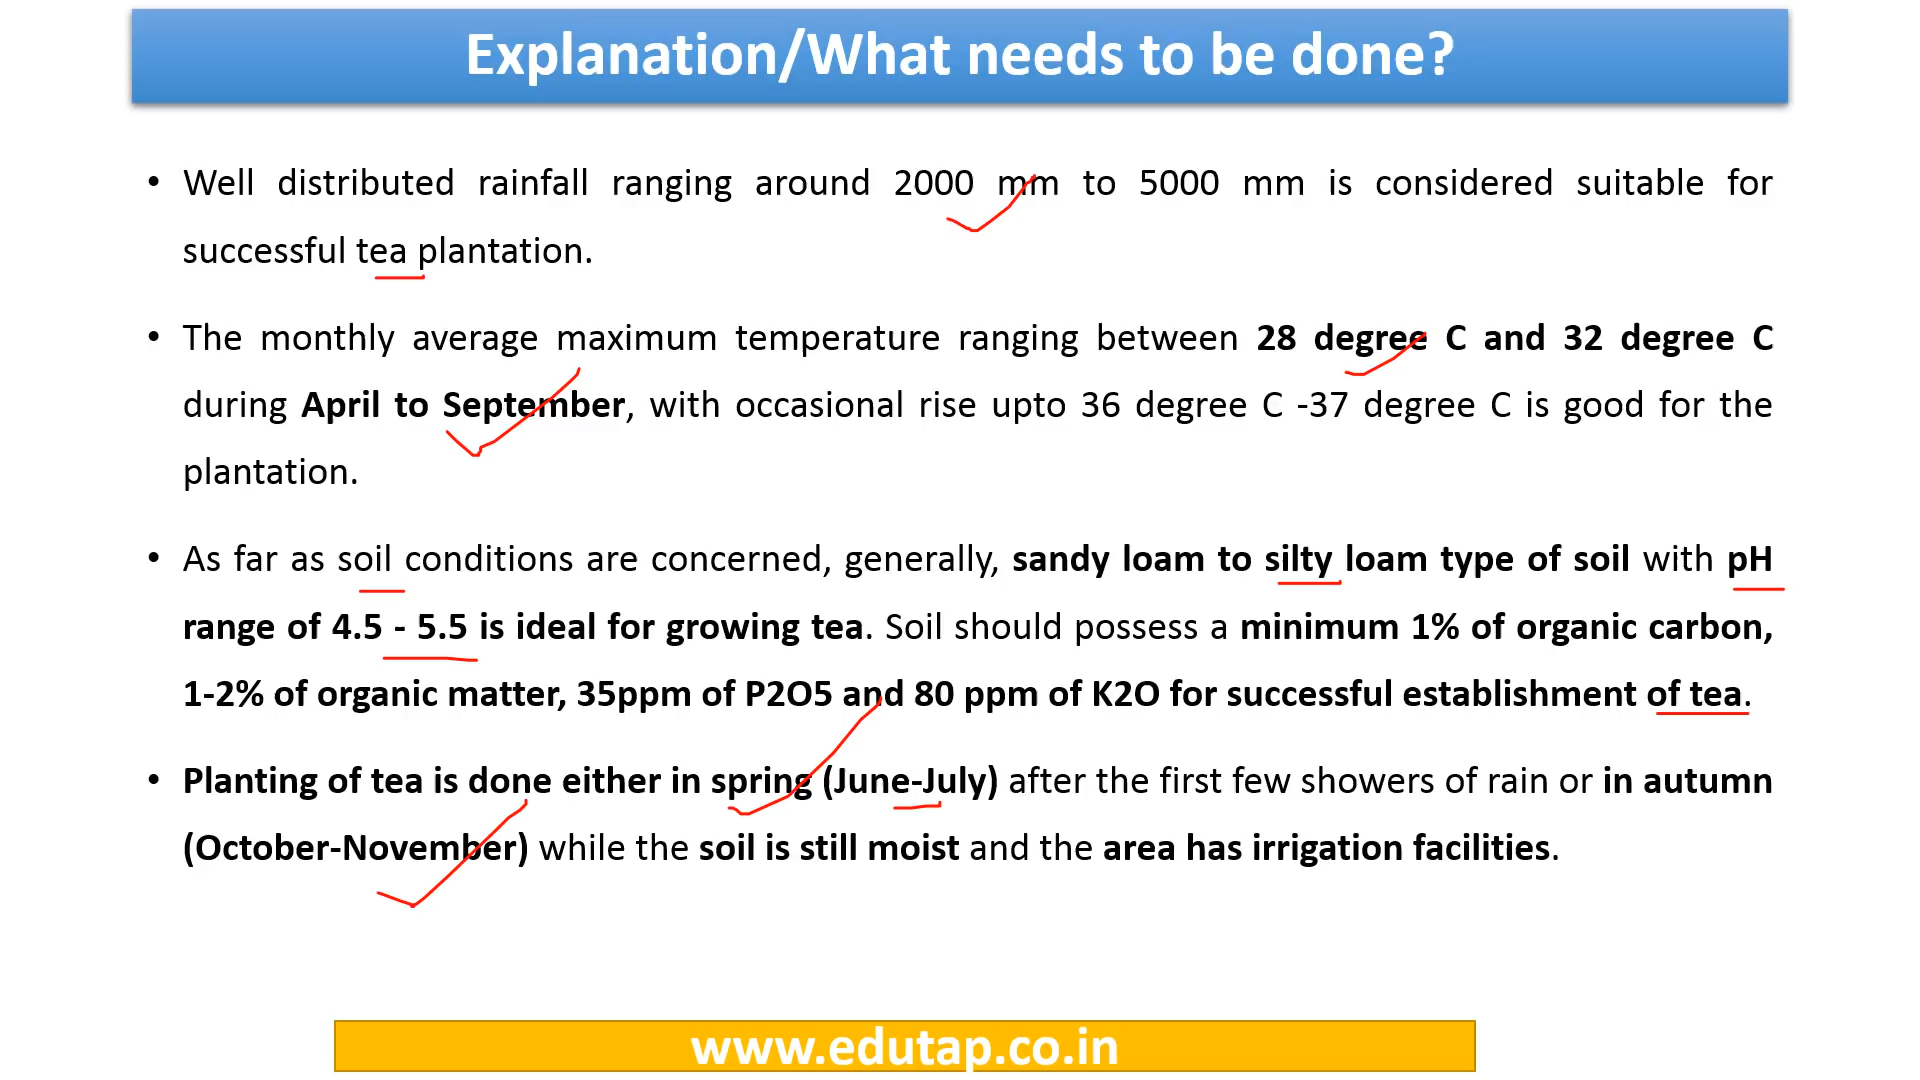 Explanation/What needs to be done?
• Well distributed rainfall ranging around 2000 mm to 5000 mm is considered suitable for
successful tea plantation.
• The monthly average maximum temperature ranging between 28 degree C and 32 degree C
during April to September, with occasional rise upto 36 degree C -37 degree C is good for the
plantation.
• As far as soil conditions are concerned, generally, sandy loam to silty loam type of soil with pH
range of 4.5 - 5.5 is ideal for growing tea. Soil should possess a minimum 1% of organic carbon,
1-2% of organic matter, 35ppm of P2O5 and 80 ppm of K2O for successful establishment of tea.
• Planting of tea is done either in spring (June-July) after the first few showers of rain or in autumn
(October-November) while the soil is still moist and the area has irrigation facilities.
www.edutap.co.in